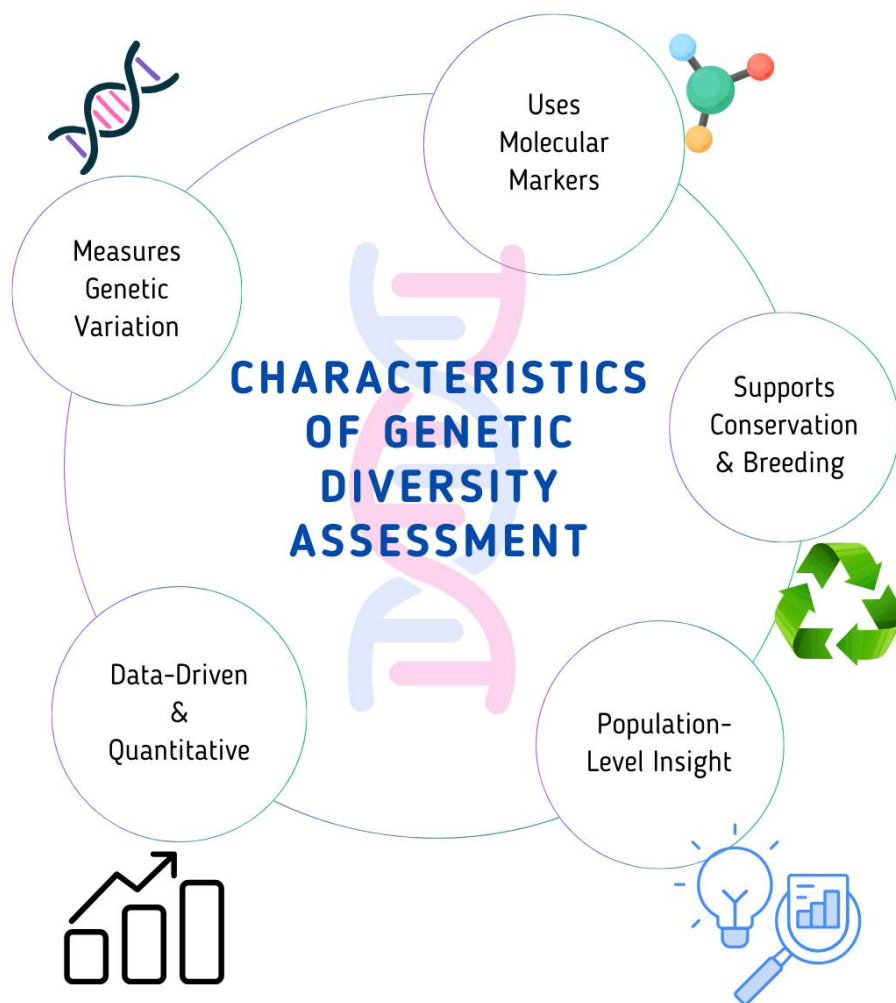 CHARACTERISTICS
OF GENETIC
DIVERSITY
ASSESSMENT
Measures
Genetic
Variation
Uses
Molecular
Markers
Supports
Conservation
& Breeding
Population-
Level Insight
Data-Driven
&
Quantitative